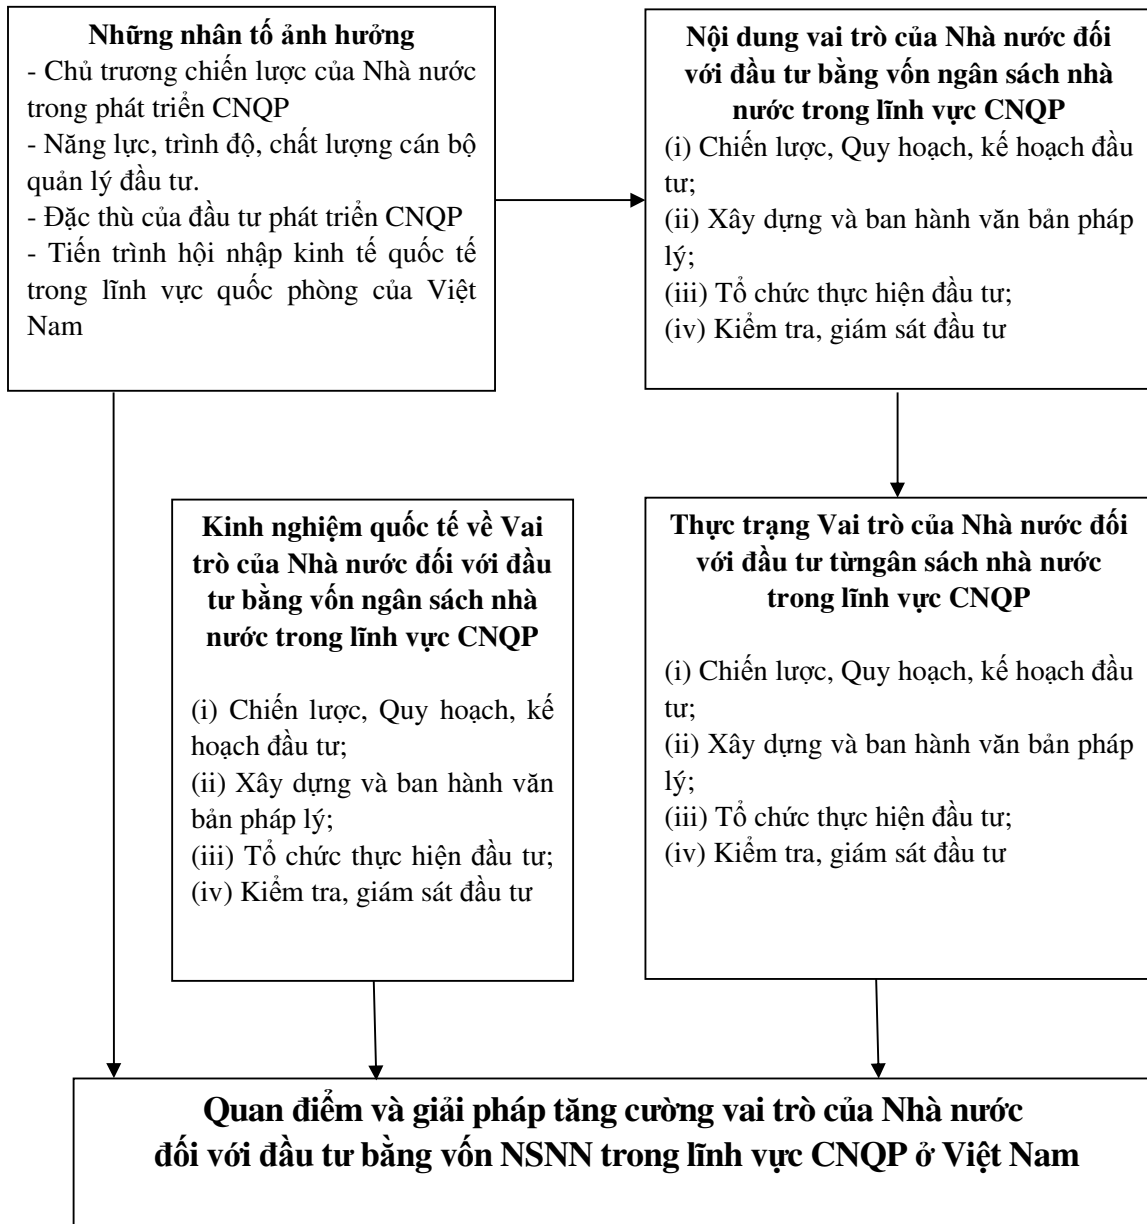 Những nhân tố ảnh hưởng
- Chủ trương chiến lược của Nhà nước
trong phát triển CNQP
- Năng lực, trình độ, chất lượng cán bộ
quản lý đầu tư.
- Đặc thù của đầu tư phát triển CNQP
- Tiến trình hội nhập kinh tế quốc tế
trong lĩnh vực quốc phòng của Việt
Nam
Nội dung vai trò của Nhà nước đối
với đầu tư bằng vốn ngân sách nhà
nước trong lĩnh vực CNQP
(i) Chiến lược, Quy hoạch, kế hoạch đầu
tư;
(ii) Xây dựng và ban hành văn bản pháp
lý;
(iii) Tổ chức thực hiện đầu tư;
(iv) Kiểm tra, giám sát đầu tư
Kinh nghiệm quốc tế về Vai
trò của Nhà nước đối với đầu
tư bằng vốn ngân sách nhà
nước trong lĩnh vực CNQP
(i) Chiến lược, Quy hoạch, kế
hoạch đầu tư;
(ii) Xây dựng và ban hành văn
bản pháp lý;
(iii) Tổ chức thực hiện đầu tư;
(iv) Kiểm tra, giám sát đầu tư
Thực trạng Vai trò của Nhà nước đối
với đầu tư từngân sách nhà nước
trong lĩnh vực CNQP
(i) Chiến lược, Quy hoạch, kế hoạch đầu
tư;
(ii) Xây dựng và ban hành văn bản pháp
lý;
(iii) Tổ chức thực hiện đầu tư;
(iv) Kiểm tra, giám sát đầu tư
Quan điểm và giải pháp tăng cường vai trò của Nhà nước
đối với đầu tư bằng vốn NSNN trong lĩnh vực CNQP ở Việt Nam